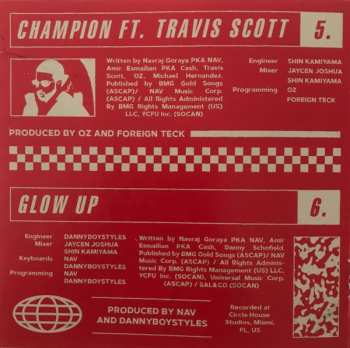 CHAMPION FT. TRAVIS SCOTT 5.
Written by Navraj Goraya PKA NAV,
Amir Esmailian PKA Cash, Travis
Scott, OZ, Michael Hernandez.
Published by BMG Gold Songs
(ASCAP)/ NAV Music Corp.
(ASCAP) / All Rights Administered
By BMG Rights Management (US)
LLC, YCFU Inc. (SOCAN)
Engineer SHIN KAMIYAMA
Mixer JAYCEN JOSHUA
SHIN KAMIYAMA
Programming OZ
FOREIGN TECK
PRODUCED BY OZ AND FOREIGN TECK
GLOW UP 6.
Engineer DANNYBOYSTYLES
Mixer JAYCEN JOSHUA
SHIN KAMIYAMA
Keyboards NAV
DANNYBOYSTYLES
Programming NAV
DANNYBOYSTYLES
Written by Navraj Goraya PKA NAV, Amir
Esmailian PKA Cash, Danny Schofield.
Published by BMG Gold Songs (ASCAP)/ NAV
Music Corp. (ASCAP) / All Rights Administe-
red By BMG Rights Management (US) LLC,
YCFU Inc. (SOCAN), Universal Music Corp.
(ASCAP) / SAL&CO (SOCAN)
PRODUCED BY NAV
AND DANNYBOYSTYLES
Recorded at
Circle House
Studios, Miami,
FL, US